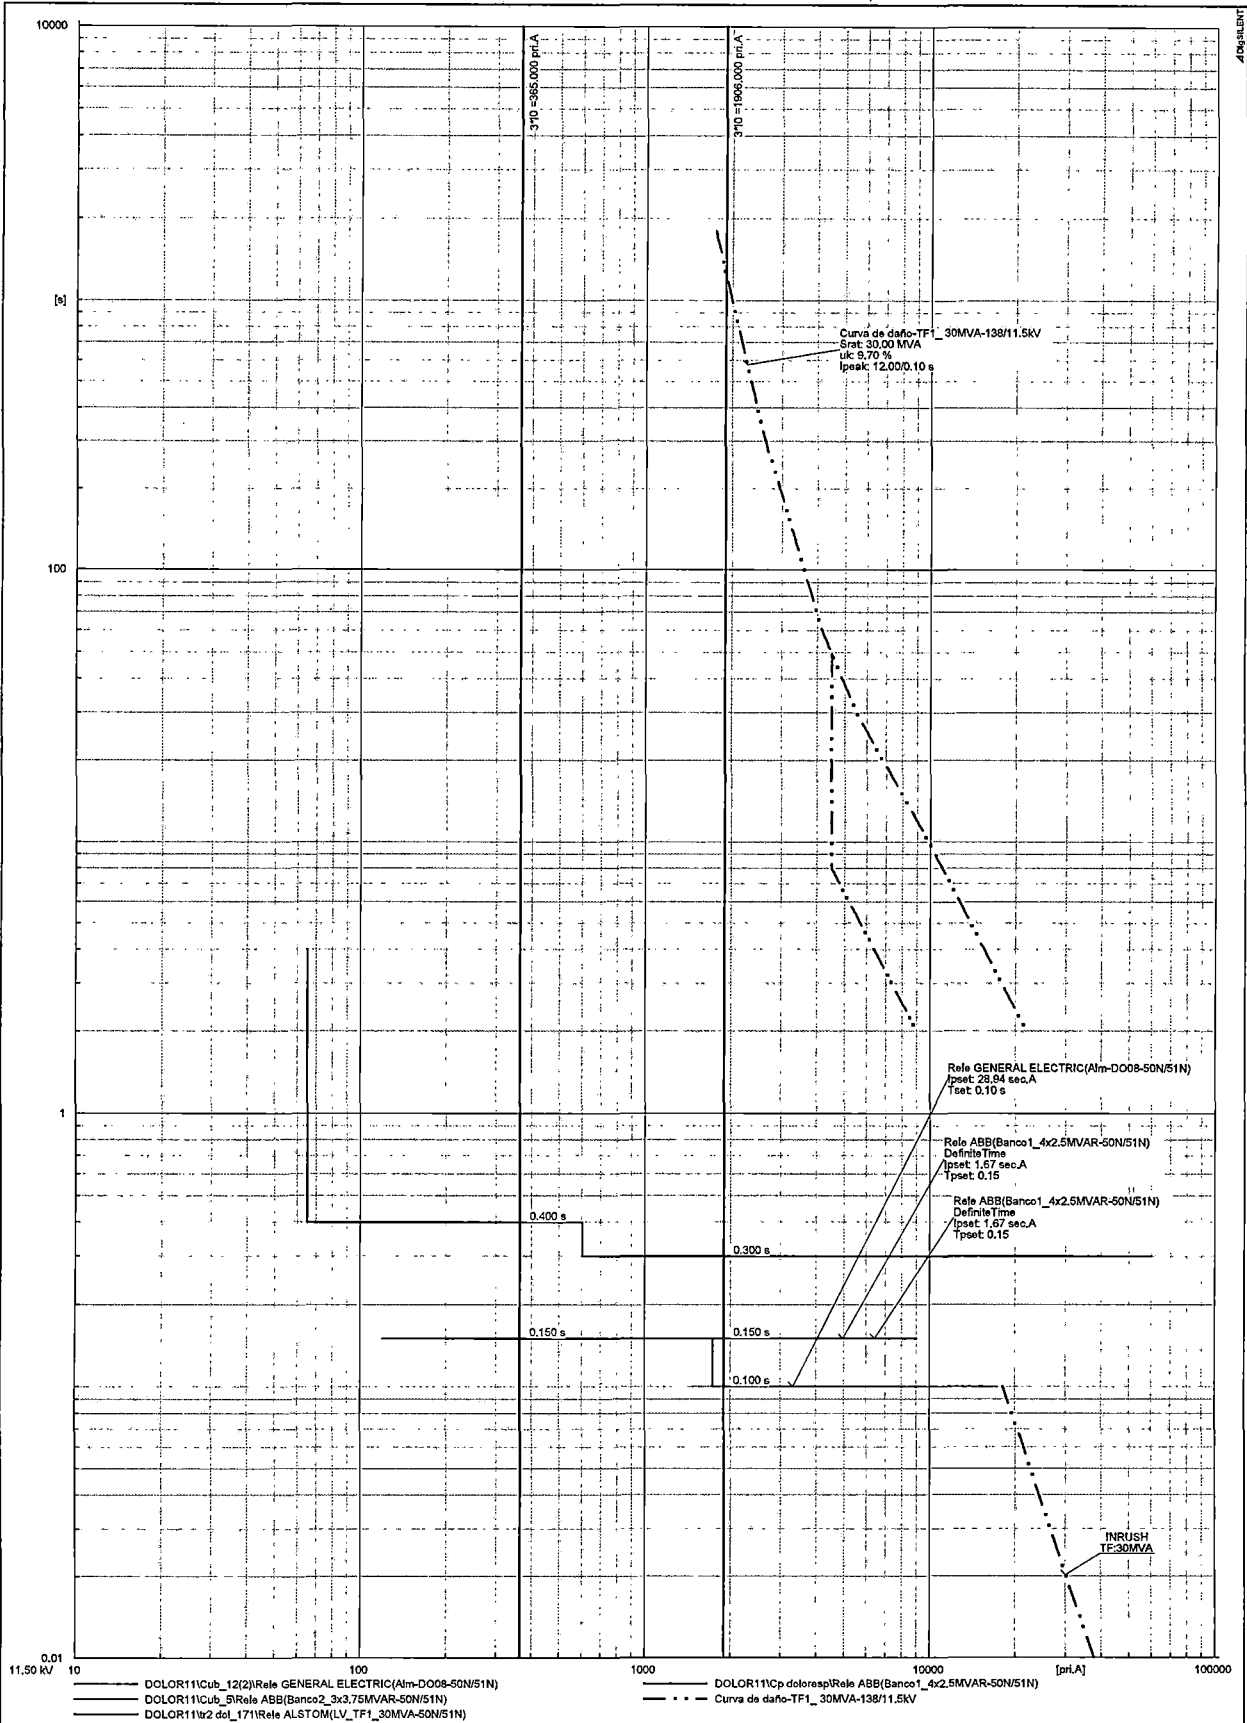 DIgSILENT
10000
3*I0 =365.000 pri.A
3*I0 =1906.000 pri.A
[s]
Curva de daño-TF1_ 30MVA-138/11.5kV
Srat: 30.00 MVA
uk: 9.70 %
Ipeak: 12.00/0.10 s
100
Rele GENERAL ELECTRIC(Alm-DO08-50N/51N)
Ipset: 28.94 sec.A
Tset: 0.10 s
1
Rele ABB(Banco1_4x2.5MVAR-50N/51N)
DefiniteTime
Ipset: 1.67 sec.A
Tpset: 0.15
Rele ABB(Banco1_4x2.5MVAR-50N/51N)
DefiniteTime
Ipset: 1.67 sec.A
Tpset: 0.15
0.400 s
0.300 s
0.150 s
0.150 s
0.100 s
INRUSH
TF:30MVA
0.01
11.50 kV
10
100
1000
10000
[pri.A]
100000
DOLOR11\Cub_12(2)\Rele GENERAL ELECTRIC(Alm-DO08-50N/51N)
DOLOR11\Cub_5\Rele ABB(Banco2_3x3,75MVAR-50N/51N)
DOLOR11\tr2 dol_171\Rele ALSTOM(LV_TF1_30MVA-50N/51N)
DOLOR11\Cp doloresp\Rele ABB(Banco1_4x2.5MVAR-50N/51N)
Curva de daño-TF1_ 30MVA-138/11.5kV